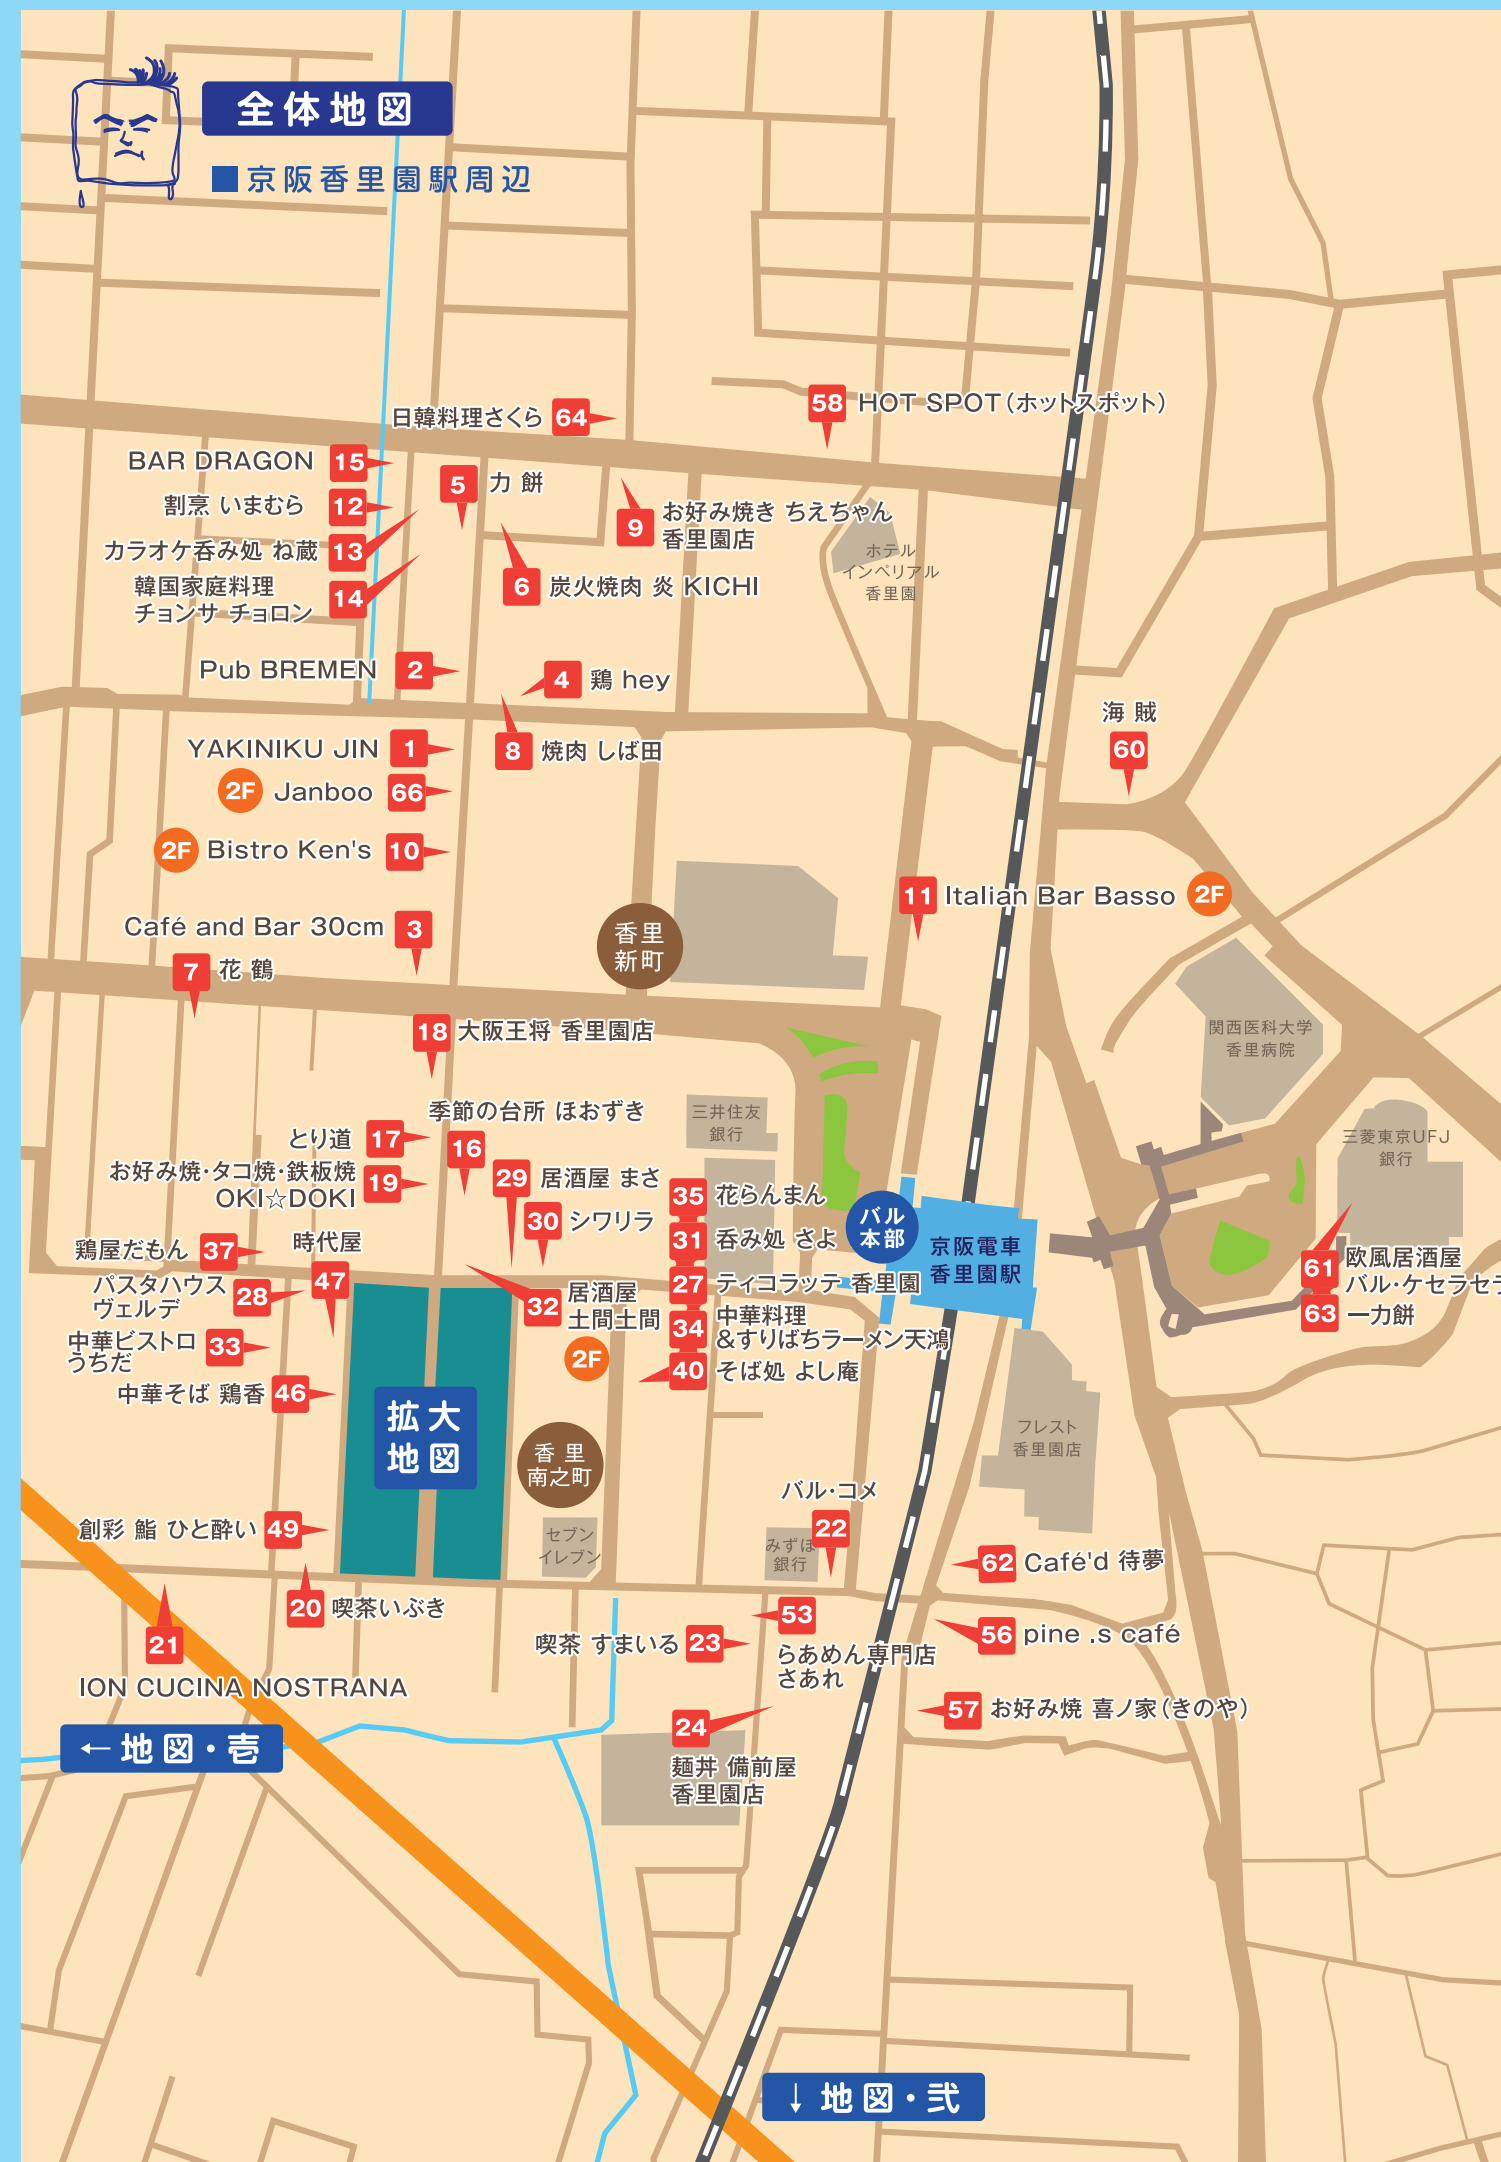 全体地図
■京阪香里園駅周辺
日韓料理さくら 64
58 HOT SPOT（ホットスポット）
BAR DRAGON 15
5 力餅
割烹 いまむら 12
9 お好み焼き ちえちゃん
香里園店
カラオケ呑み処 ね蔵 13
ホテル
インペリアル
香里園
韓国家庭料理
チョンサ チョロン 14
6 炭火焼肉 炎 KICHI
Pub BREMEN 2
4 鶏 hey
海賊
60
YAKINIKU JIN 1
8 焼肉 しば田
2F Janboo 66
2F Bistro Ken's 10
11 Italian Bar Basso 2F
Café and Bar 30cm 3
香里
新町
7 花鶴
18 大阪王将 香里園店
関西医科大学
香里病院
季節の台所 ほおずき
16
三井住友
銀行
とり道 17
三菱東京UFJ
銀行
お好み焼・タコ焼・鉄板焼
OKI☆DOKI 19
29 居酒屋 まさ
35 花らんまん
30 シワリラ
31 呑み処 さよ
バル
本部
京阪電車
香里園駅
鶏屋だもん 37
時代屋
47
61 欧風居酒屋
バル・ケセラセラ
パスタハウス
ヴェルデ 28
32 居酒屋
土間土間
2F
27 ティコラッテ 香里園
63 一力餅
34 中華料理
&すりばちラーメン天鴻
中華ビストロ
うちだ 33
40 そば処 よし庵
中華そば 鶏香 46
拡大
地図
香里
南之町
フレスト
香里園店
バル・コメ
22
創彩 鮨 ひと酔い 49
セブン
イレブン
みずほ
銀行
62 Café'd 待夢
20 喫茶いぶき
53
らあめん専門店
さあれ
21
ION CUCINA NOSTRANA
喫茶 すまいる 23
56 pine .s café
57 お好み焼 喜ノ家（きのや）
24
麺丼 備前屋
香里園店
←地図・壱
↓地図・弐